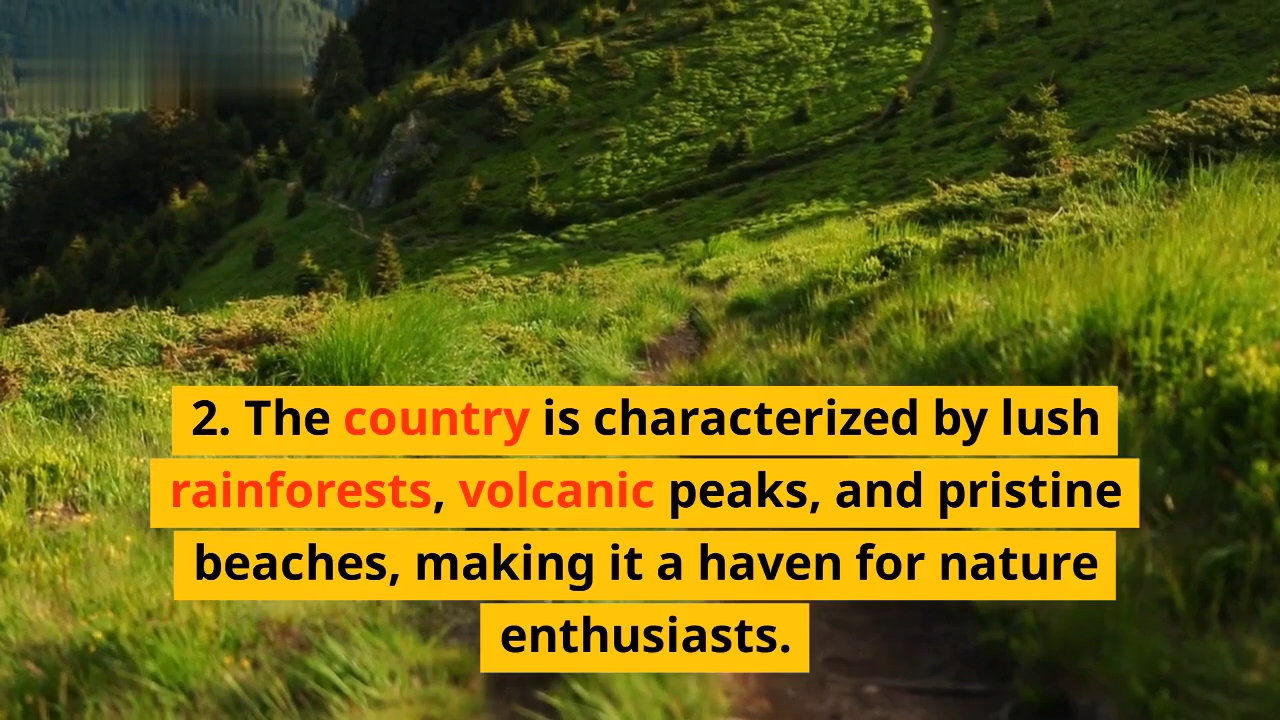 2. The country is characterized by lush
rainforests, volcanic peaks, and pristine
beaches, making it a haven for nature
enthusiasts.